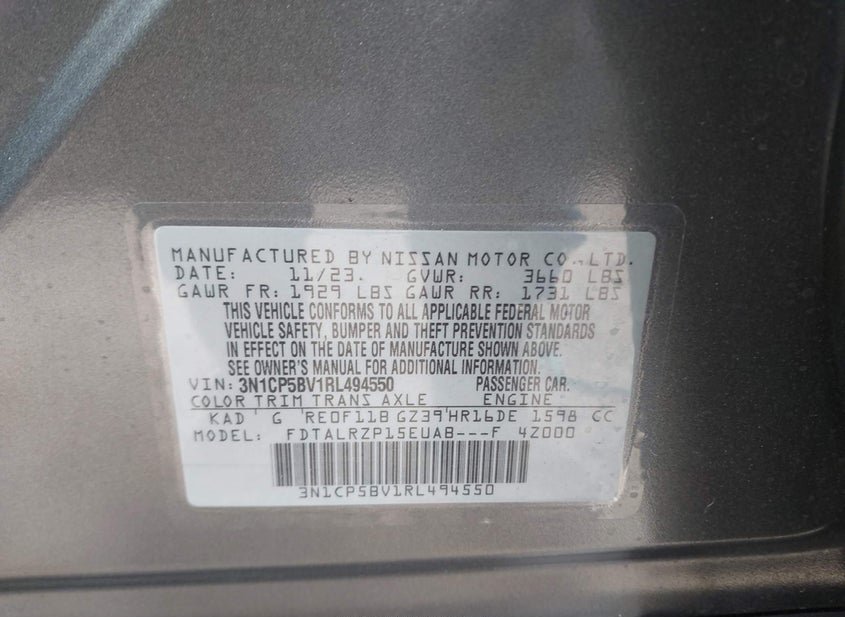 MANUFACTURED BY NISSAN MOTOR CO.,LTD.
DATE: 11/23. GVWR: 3660 LBS
GAWR FR: 1929 LBS GAWR RR: 1731 LBS
THIS VEHICLE CONFORMS TO ALL APPLICABLE FEDERAL MOTOR
VEHICLE SAFETY, BUMPER AND THEFT PREVENTION STANDARDS
IN EFFECT ON THE DATE OF MANUFACTURE SHOWN ABOVE.
SEE OWNER'S MANUAL FOR ADDITIONAL INFORMATION.
VIN: 3N1CP5BV1RL494550 PASSENGER CAR.
COLOR TRIM TRANS AXLE ENGINE
KAD G RE0F11B GZ39 HR16DE 1598 CC
MODEL: FDTALRZP15EUAB---F 4Z000
3N1CP5BV1RL494550